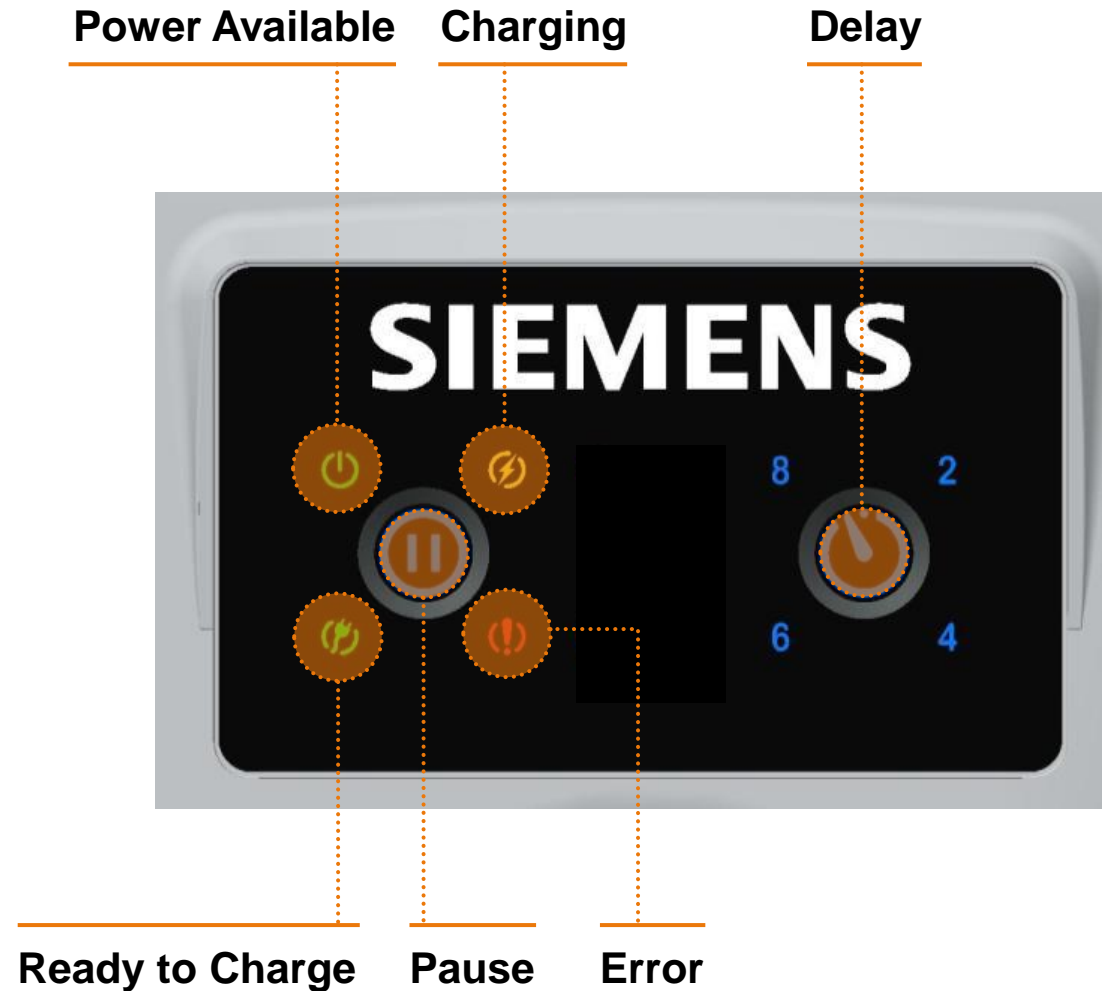 Power Available Charging Delay
SIEMENS
8 2
6 4
Ready to Charge Pause Error